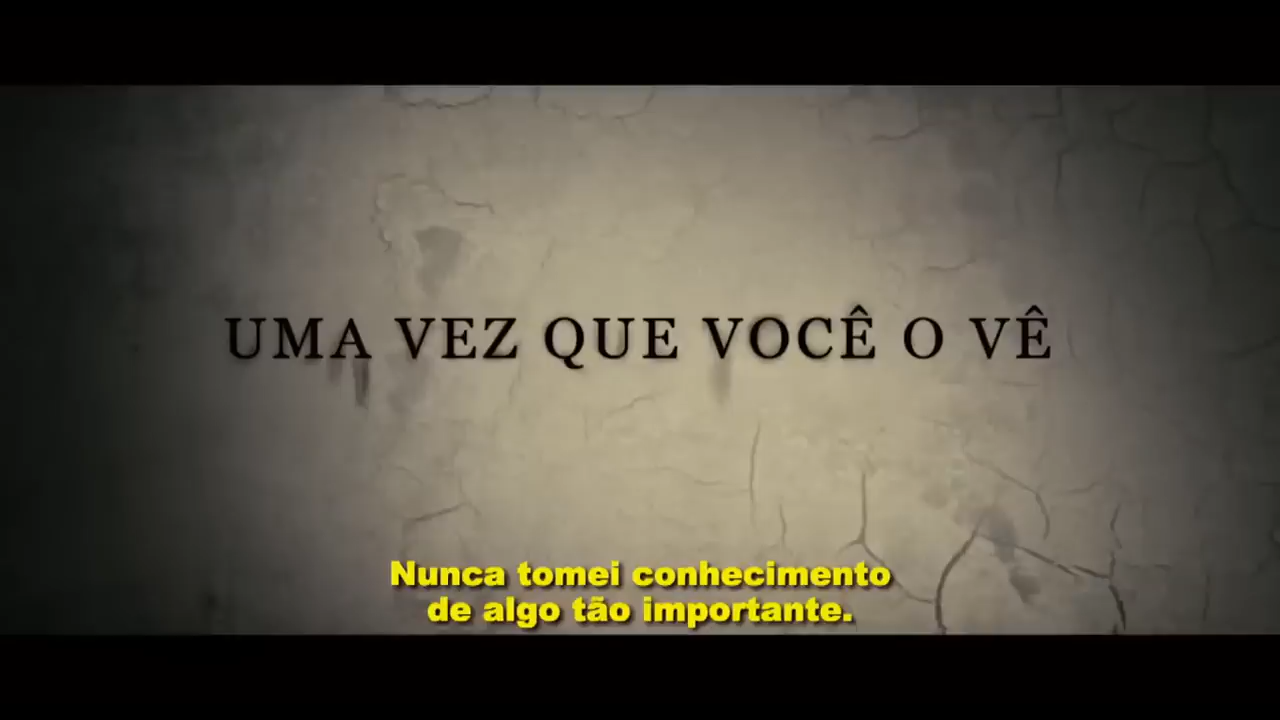 UMA VEZ QUE VOCÊ O VÊ
Nunca tomei conhecimento
de algo tão importante.